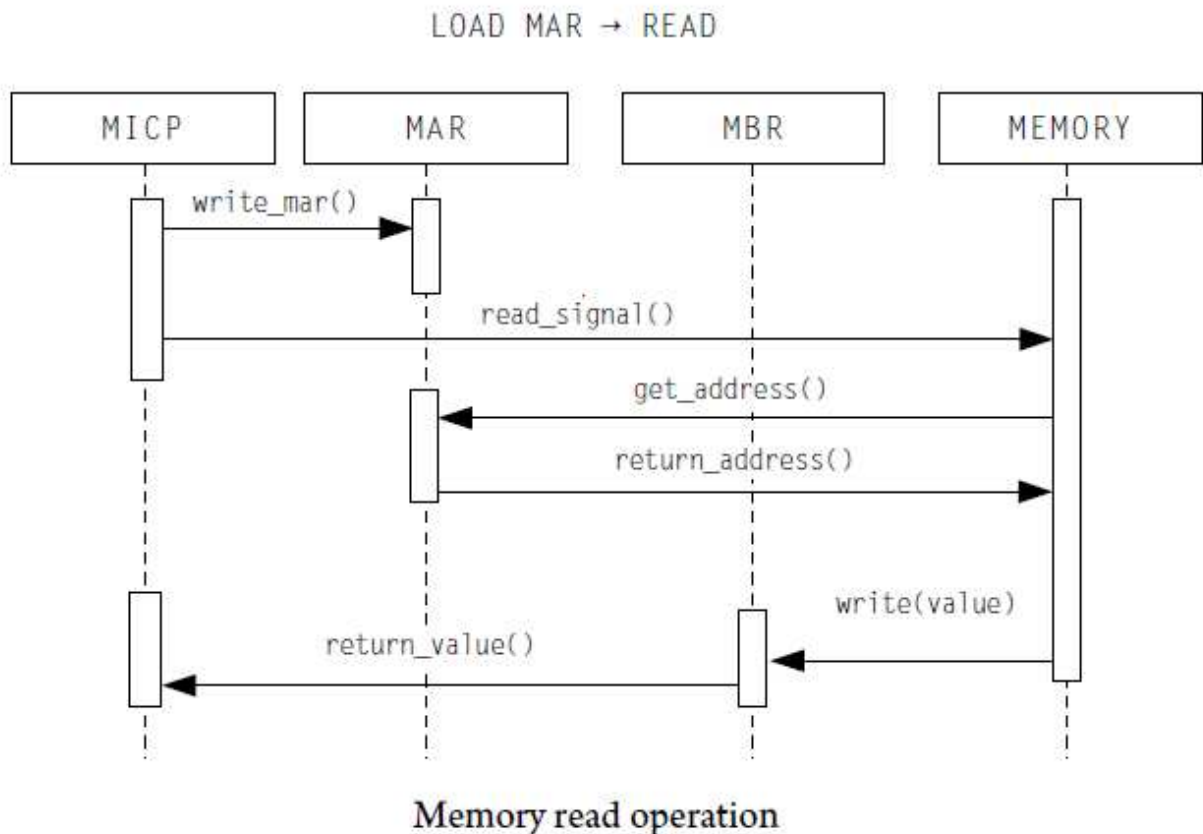 LOAD MAR → READ
MICP MAR MBR MEMORY
write_mar()
read_signal()
get_address()
return_address()
write(value)
return_value()
Memory read operation